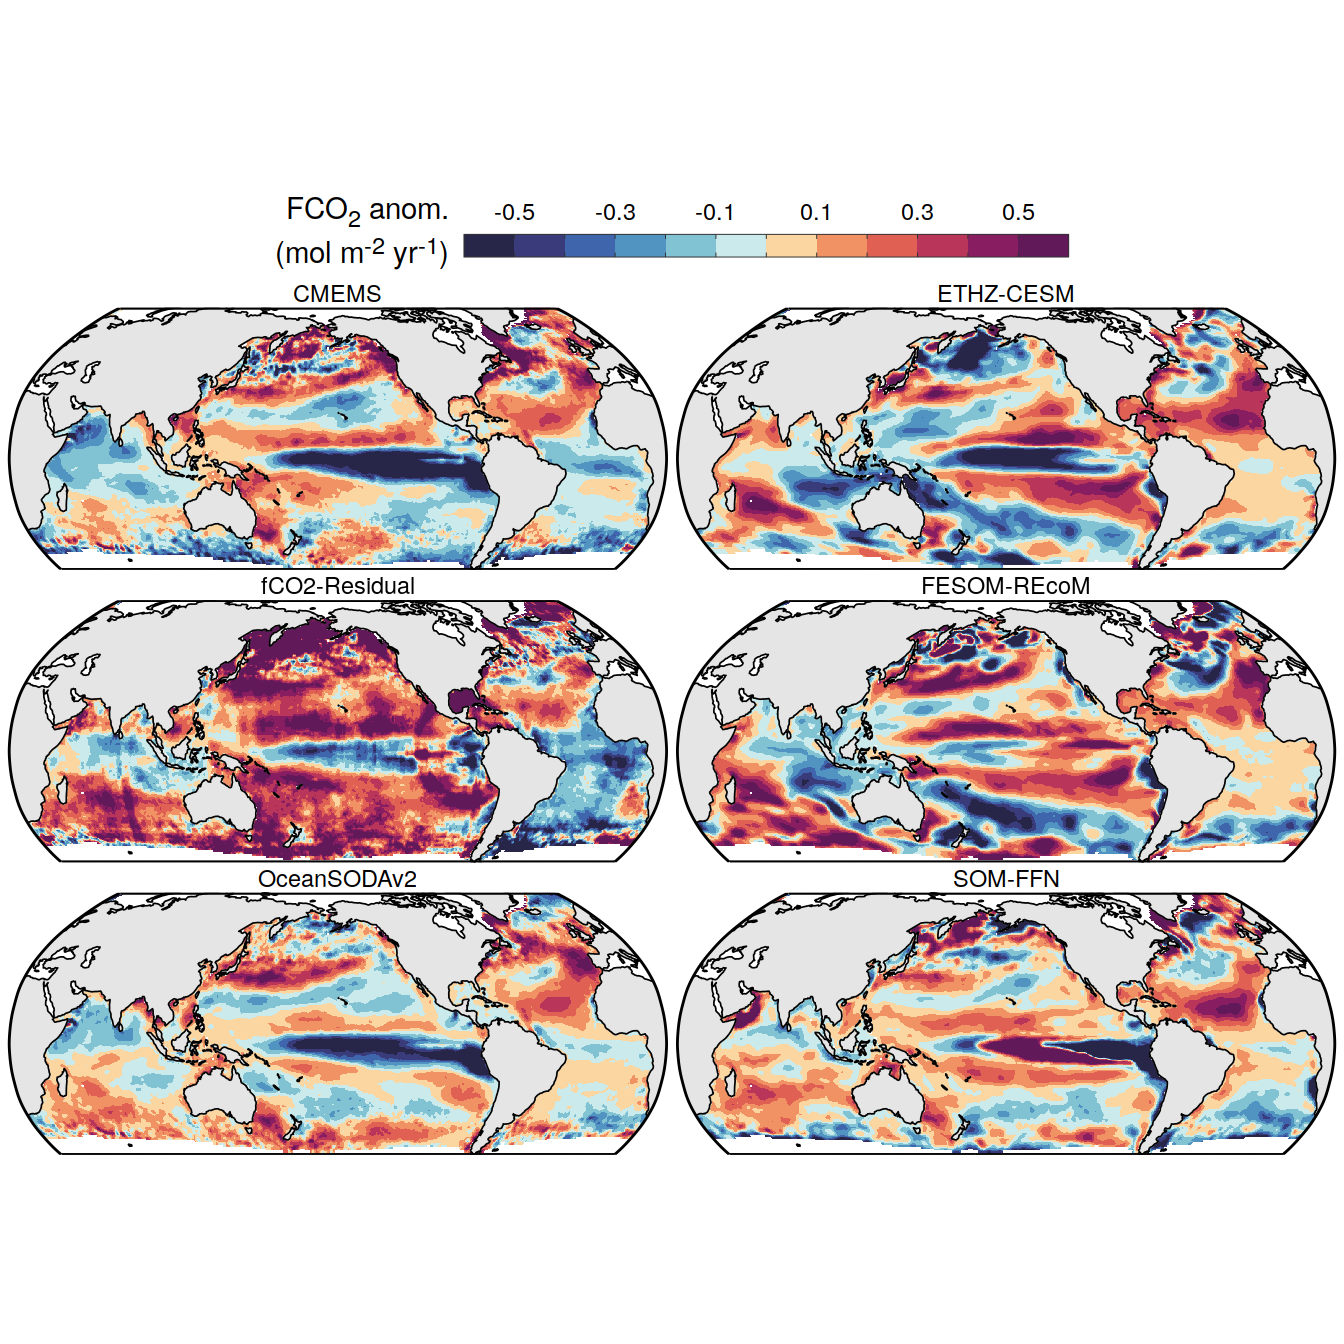 FCO2 anom.
(mol m-2 yr-1)
-0.5 -0.3 -0.1 0.1 0.3 0.5
CMEMS
ETHZ-CESM
fCO2-Residual
FESOM-REcoM
OceanSODAv2
SOM-FFN